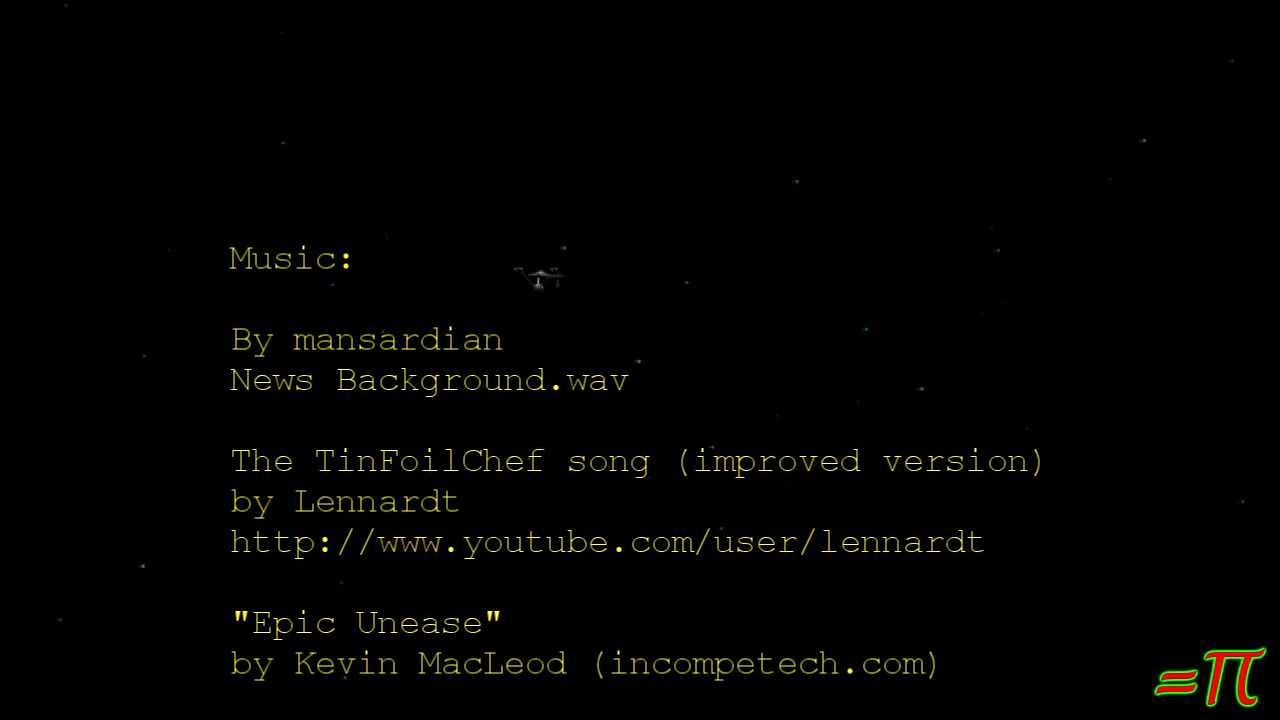 Music:
By mansardian
News Background.wav
The TinFoilChef song (improved version)
by Lennardt
http://www.youtube.com/user/lennardt
"Epic Unease"
by Kevin MacLeod (incompetech.com)
=π